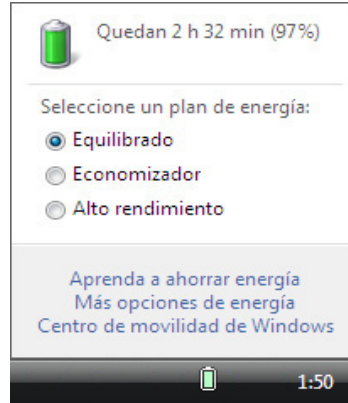 Quedan 2 h 32 min (97%)
Seleccione un plan de energía:
Equilibrado
Economizador
Alto rendimiento
Aprenda a ahorrar energía
Más opciones de energía
Centro de movilidad de Windows
1:50